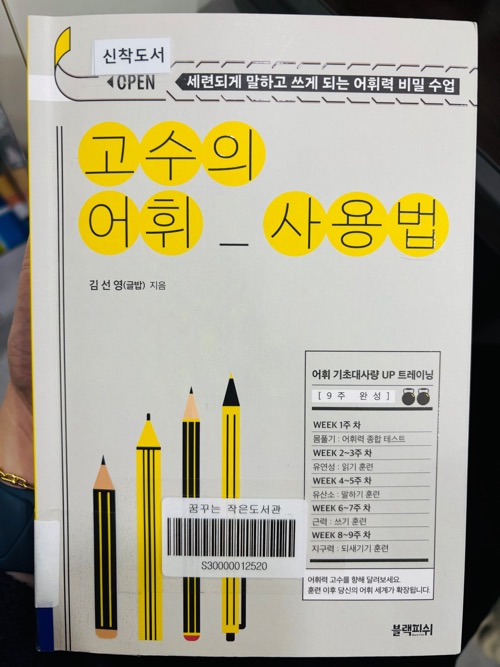 신착도서
◀OPEN
세련되게 말하고 쓰게 되는 어휘력 비밀 수업
고수의
어휘_사용법
김선영(글밥) 지음
어휘 기초대사량 UP 트레이닝
[9주 완성]
WEEK 1주 차
몸풀기 : 어휘력 종합 테스트
WEEK 2~3주 차
유연성 : 읽기 훈련
WEEK 4~5주 차
유산소 : 말하기 훈련
WEEK 6~7주 차
근력 : 쓰기 훈련
WEEK 8~9주 차
지구력 : 되새기기 훈련
어휘력 고수를 향해 달려보세요.
훈련 이후 당신의 어휘 세계가 확장됩니다.
꿈꾸는 작은도서관
S30000012520
블랙피쉬